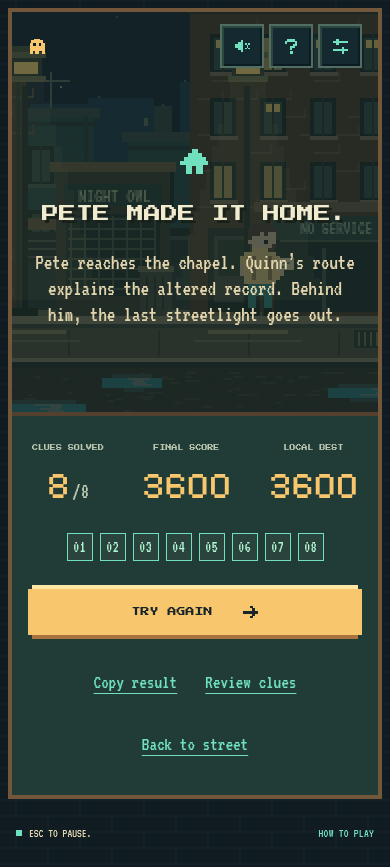 ?
NIGHT OWL
PETE MADE IT HOME.
NO SERVICE
Pete reaches the chapel. Quinn's route
explains the altered record. Behind
him, the last streetlight goes out.
CLUES SOLVED
FINAL SCORE
LOCAL BEST
8/8
3600
3600
01 02 03 04 05 06 07 08
TRY AGAIN →
Copy result
Review clues
Back to street
ESC TO PAUSE.
HOW TO PLAY